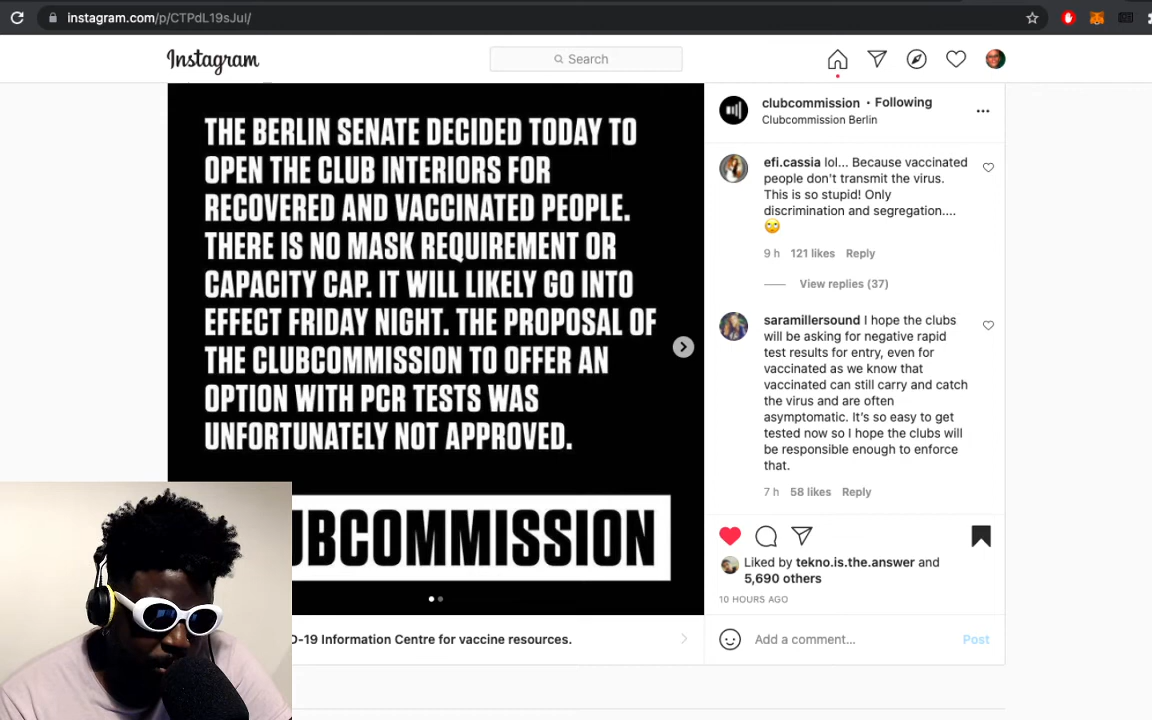 instagram.com/p/CTPdL19sJuI/
Instagram
Search
THE BERLIN SENATE DECIDED TODAY TO
OPEN THE CLUB INTERIORS FOR
RECOVERED AND VACCINATED PEOPLE.
THERE IS NO MASK REQUIREMENT OR
CAPACITY CAP. IT WILL LIKELY GO INTO
EFFECT FRIDAY NIGHT. THE PROPOSAL OF
THE CLUBCOMMISSION TO OFFER AN
OPTION WITH PCR TESTS WAS
UNFORTUNATELY NOT APPROVED.
UBCOMMISSION
D-19 Information Centre for vaccine resources.
clubcommission • Following
Clubcommission Berlin
efi.cassia lol... Because vaccinated
people don't transmit the virus.
This is so stupid! Only
discrimination and segregation....
🙄
9 h 121 likes Reply
View replies (37)
saramillersound I hope the clubs
will be asking for negative rapid
test results for entry, even for
vaccinated as we know that
vaccinated can still carry and catch
the virus and are often
asymptomatic. It's so easy to get
tested now so I hope the clubs will
be responsible enough to enforce
that.
7 h 58 likes Reply
Liked by tekno.is.the.answer and
5,690 others
10 HOURS AGO
Add a comment...
Post